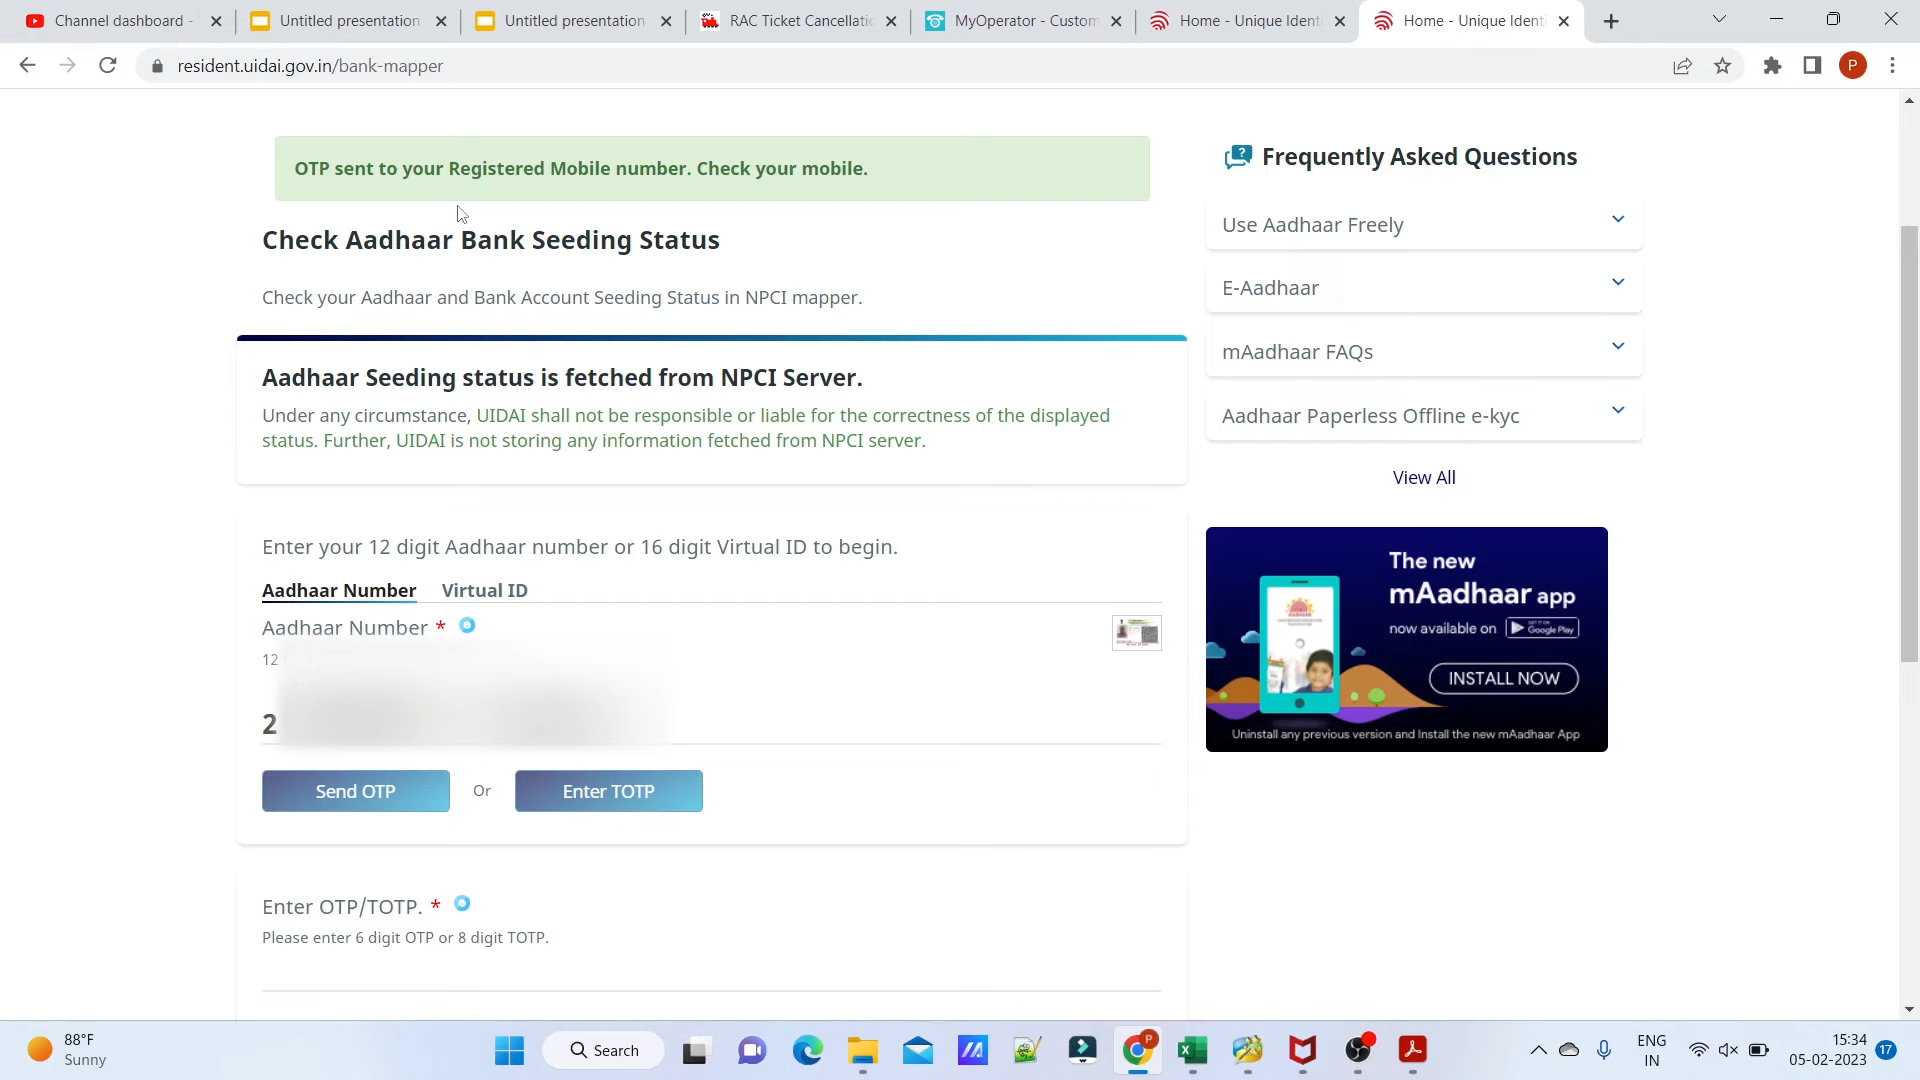 Channel dashboard -
Untitled presentation
Untitled presentation
RAC Ticket Cancellati
MyOperator - Custom
Home - Unique Identi
Home - Unique Identi
resident.uidai.gov.in/bank-mapper
P
OTP sent to your Registered Mobile number. Check your mobile.
Check Aadhaar Bank Seeding Status
Check your Aadhaar and Bank Account Seeding Status in NPCI mapper.
Aadhaar Seeding status is fetched from NPCI Server.
Under any circumstance, UIDAI shall not be responsible or liable for the correctness of the displayed
status. Further, UIDAI is not storing any information fetched from NPCI server.
Enter your 12 digit Aadhaar number or 16 digit Virtual ID to begin.
Aadhaar Number Virtual ID
Aadhaar Number *
12
2
Send OTP Or Enter TOTP
Enter OTP/TOTP. *
Please enter 6 digit OTP or 8 digit TOTP.
Frequently Asked Questions
Use Aadhaar Freely
E-Aadhaar
mAadhaar FAQs
Aadhaar Paperless Offline e-kyc
View All
The new
mAadhaar app
now available on GET IT ON Google Play
INSTALL NOW
Uninstall any previous version and Install the new mAadhaar App
88°F
Sunny
Search
P
ENG
IN
15:34
05-02-2023
17